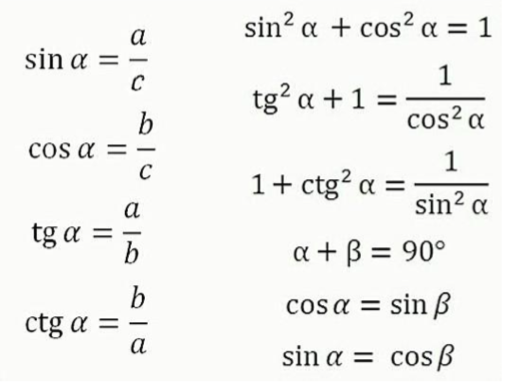 sin α = a/c
cos α = b/c
tg α = a/b
ctg α = b/a
sin² α + cos² α = 1
tg² α + 1 = 1/cos² α
1 + ctg² α = 1/sin² α
α + β = 90°
cos α = sin β
sin α = cos β